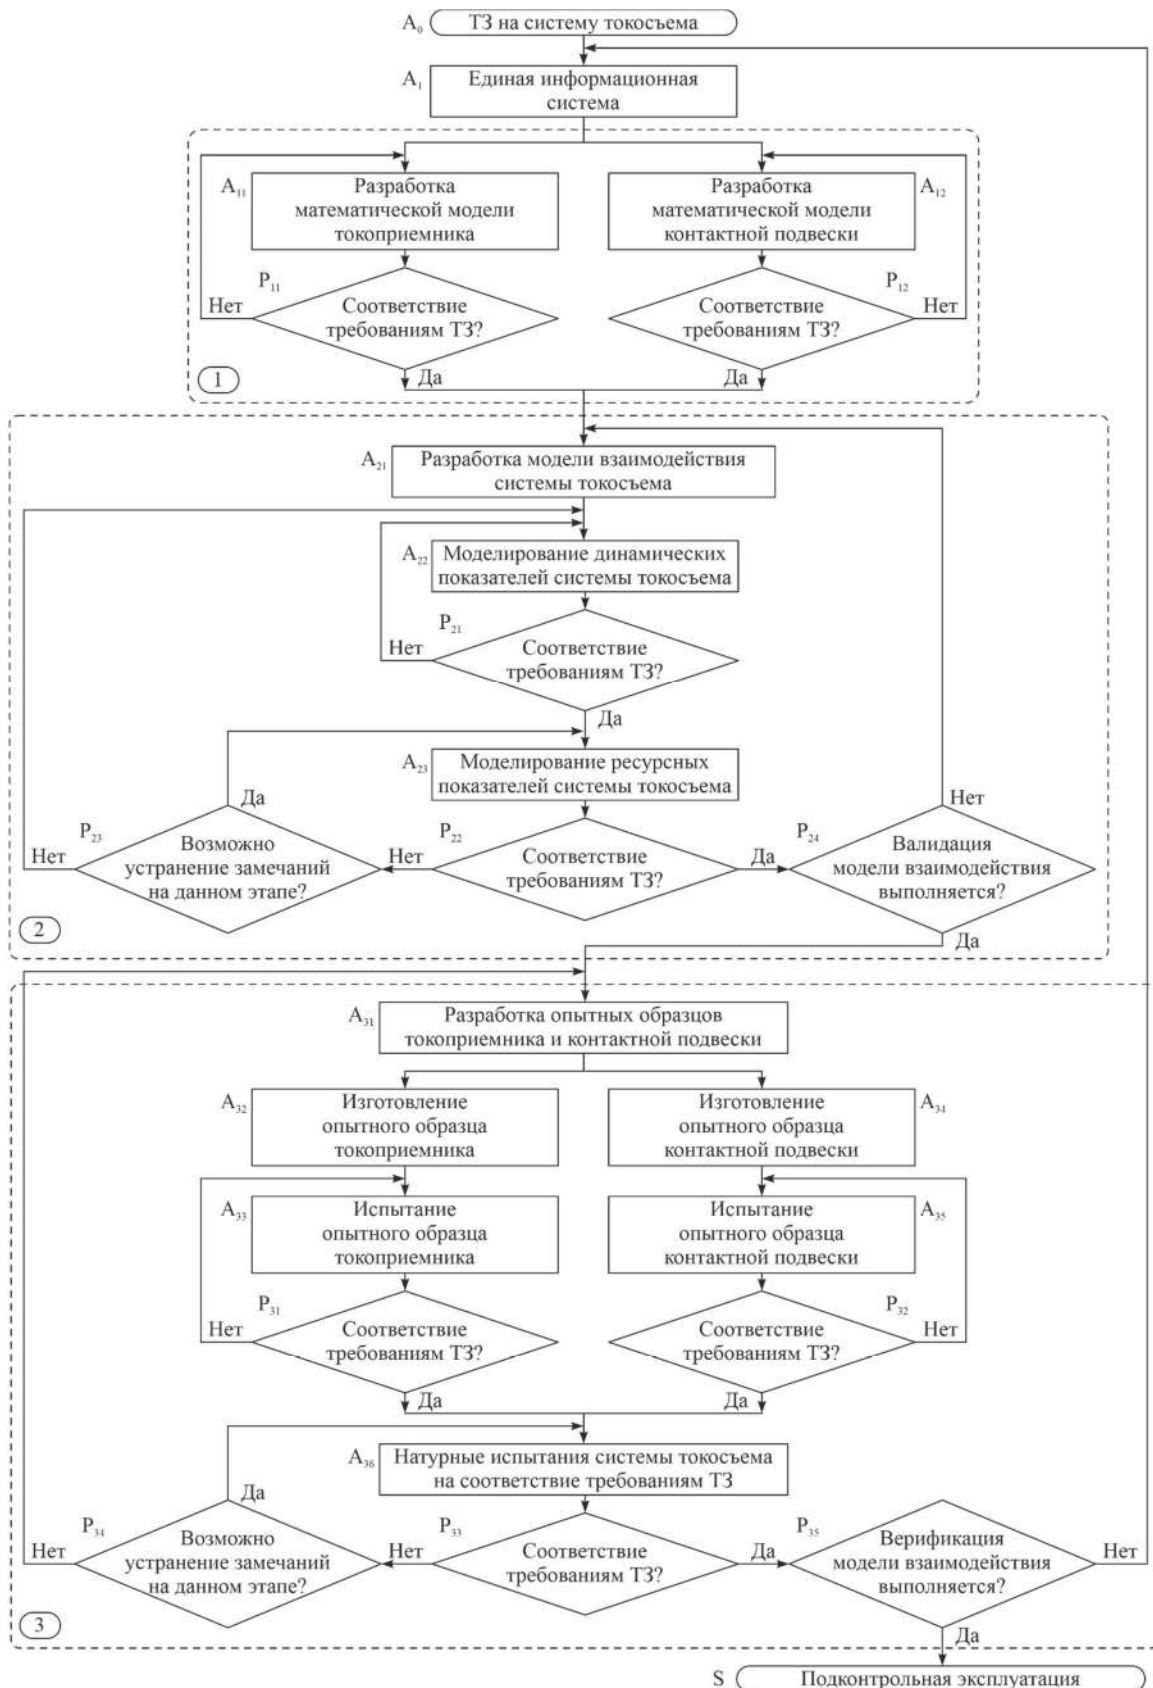 A₀ ТЗ на систему токосъема
A₁ Единая информационная
система
A₁₁ Разработка
математической модели
токоприемника
Разработка A₁₂
математической модели
контактной подвески
P₁₁
Нет Соответствие
требованиям ТЗ?
P₁₂
Соответствие Нет
требованиям ТЗ?
1
Да
Да
A₂₁ Разработка модели взаимодействия
системы токосъема
A₂₂ Моделирование динамических
показателей системы токосъема
P₂₁
Нет Соответствие
требованиям ТЗ?
Да
A₂₃ Моделирование ресурсных
показателей системы токосъема
Да
Нет
P₂₃
Нет Возможно
устранение замечаний
на данном этапе?
P₂₂
Нет Соответствие Да
требованиям ТЗ?
P₂₄
Валидация
модели взаимодействия
выполняется?
2
Да
A₃₁ Разработка опытных образцов
токоприемника и контактной подвески
A₃₂ Изготовление
опытного образца
токоприемника
Изготовление A₃₄
опытного образца
контактной подвески
A₃₃ Испытание
опытного образца
токоприемника
Испытание A₃₅
опытного образца
контактной подвески
P₃₁
Нет Соответствие
требованиям ТЗ?
P₃₂
Соответствие Нет
требованиям ТЗ?
Да
Да
A₃₆ Натурные испытания системы токосъема
на соответствие требованиям ТЗ
Да
P₃₄
Нет Возможно
устранение замечаний
на данном этапе?
P₃₃
Нет Соответствие Да
требованиям ТЗ?
P₃₅
Верификация Нет
модели взаимодействия
выполняется?
3
Да
S Подконтрольная эксплуатация